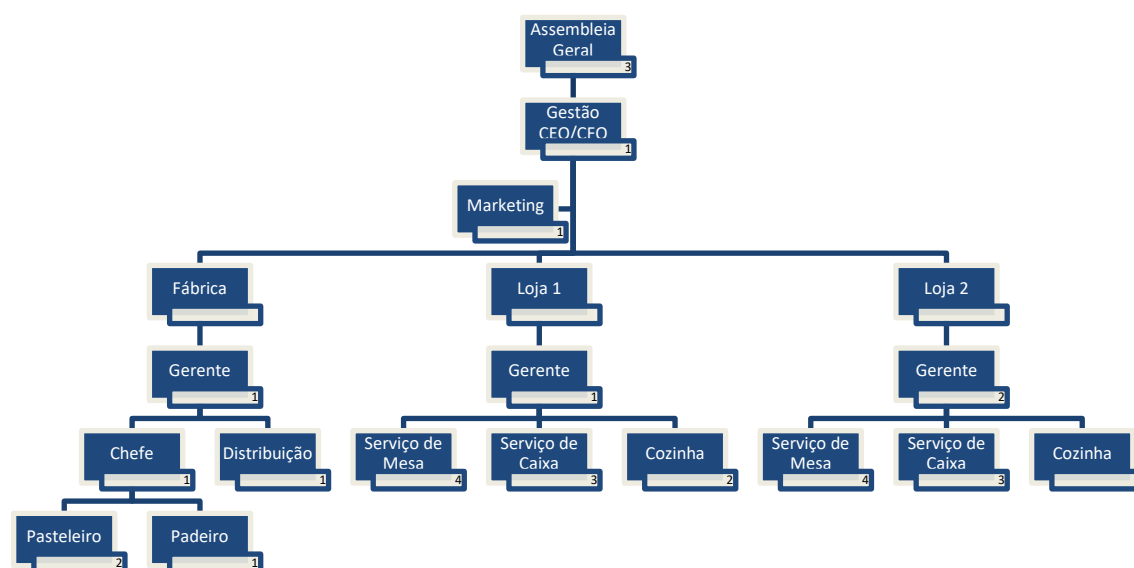 Assembleia
Geral
3
Gestão
CEO/CFO
1
Marketing
1
Fábrica
Loja 1
Loja 2
Gerente
1
Gerente
1
Gerente
2
Chefe
1
Distribuição
1
Serviço de
Mesa
4
Serviço de
Caixa
3
Cozinha
2
Serviço de
Mesa
4
Serviço de
Caixa
3
Cozinha
Pasteleiro
2
Padeiro
1